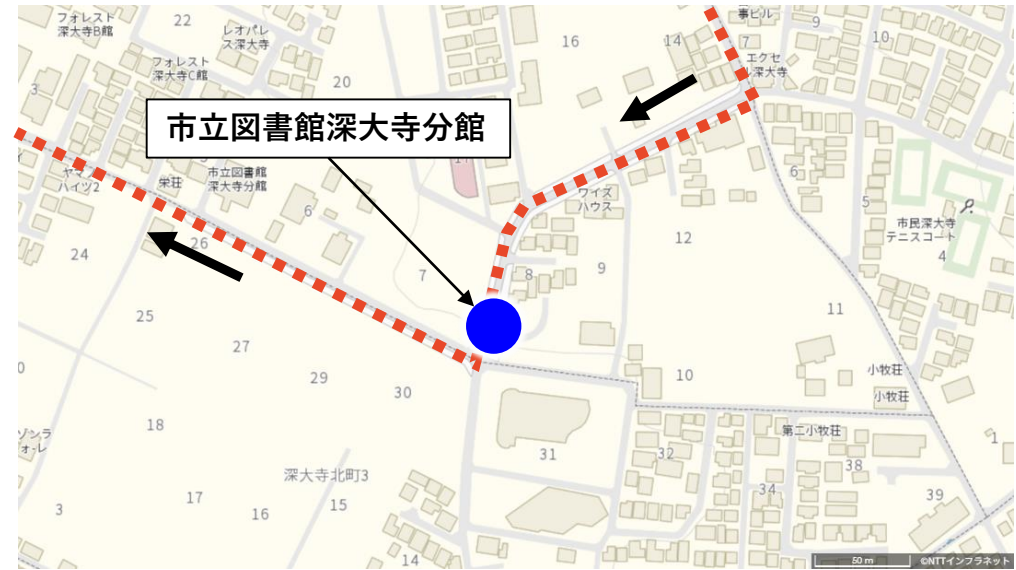 フォレスト
深大寺B館
22
レオパレ
ス深大寺
フォレスト
深大寺C館
20
3
市立図書館深大寺分館
ヤマス
ハイツ2
栄荘
市立図書館
深大寺分館
6
26
24
25
27
29
30
7
8
9
16
14
7
事ビル
9
10
エクセ
深大寺
ワイズ
ハウス
12
6
5
市民深大寺
テニスコート
4
11
小牧荘
小牧荘
10
第二小牧荘
1
31
32
34
38
39
18
17
16
深大寺北町3
15
14
3
50 m
©NTTインフラネット